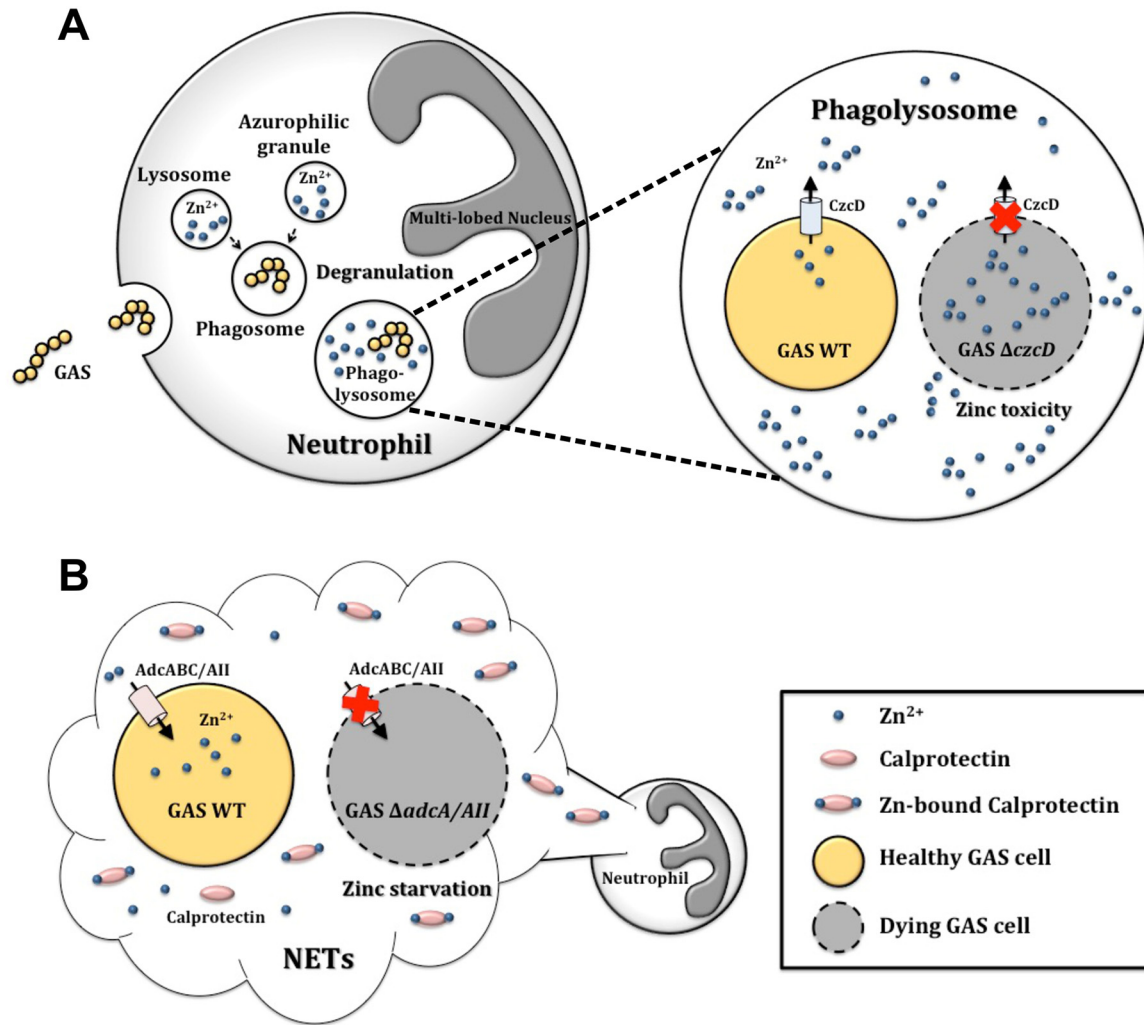 A
Azurophilic
granule
Zn²⁺
Lysosome
Zn²⁺
Multi-lobed Nucleus
Degranulation
Phagosome
GAS
Phago-
lysosome
Neutrophil
Phagolysosome
Zn²⁺
CzcD
CzcD
GAS WT
GAS ΔczcD
Zinc toxicity
B
AdcABC/AII
AdcABC/AII
Zn²⁺
GAS WT
GAS ΔadcA/AII
Zinc starvation
Calprotectin
NETs
Neutrophil
Zn²⁺
Calprotectin
Zn-bound Calprotectin
Healthy GAS cell
Dying GAS cell